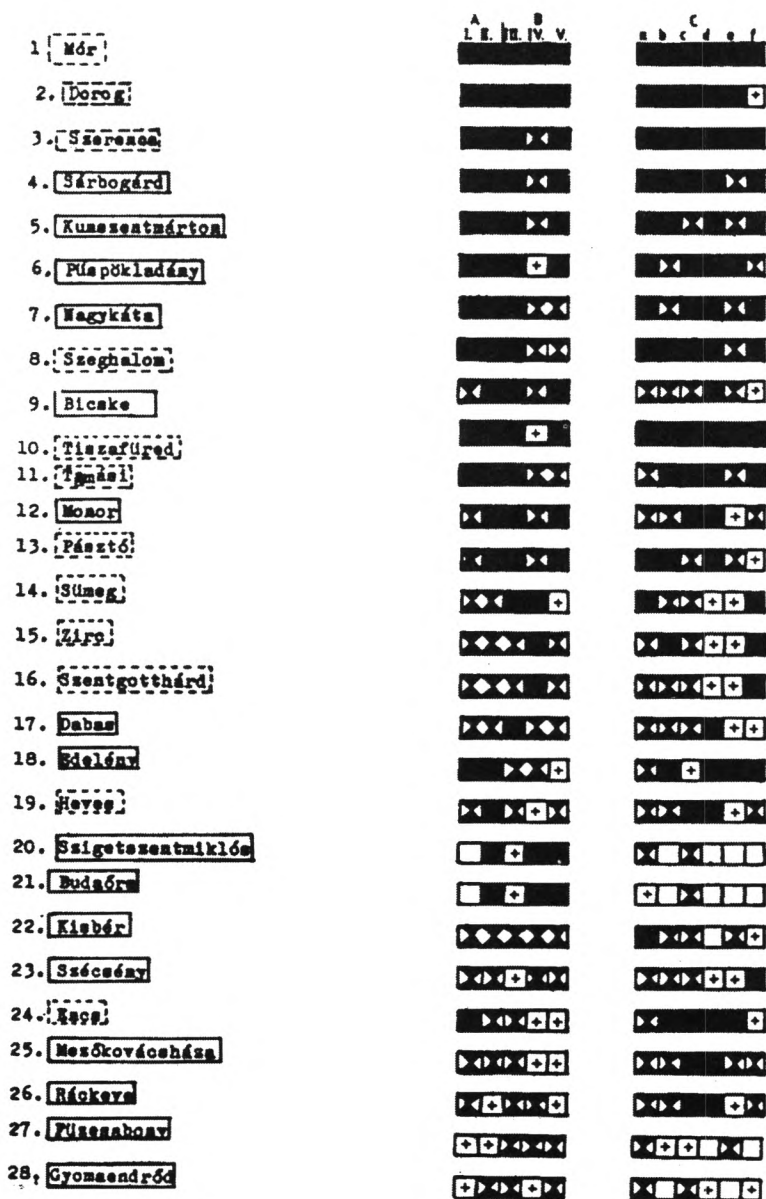 A B C
I. II. III. IV. V. a b c d e f
1 Mór
2. Dorog
3. Szerencs
4. Sárbogárd
5. Kunszentmárton
6. Püspökladány
7. Nagykáta
8. Szeghalom
9. Bicske
10. Tiszafüred
11. Tamási
12. Monor
13. Pásztó
14. Sümeg
15. Zirc
16. Szentgotthárd
17. Dabas
18. Edelény
19. Heves
20. Szigetszentmiklós
21. Budaörs
22. Kisbér
23. Szécsény
24. Encs
25. Mezőkovácsháza
26. Ráckeve
27. Füzesabony
28. Gyomaendrőd